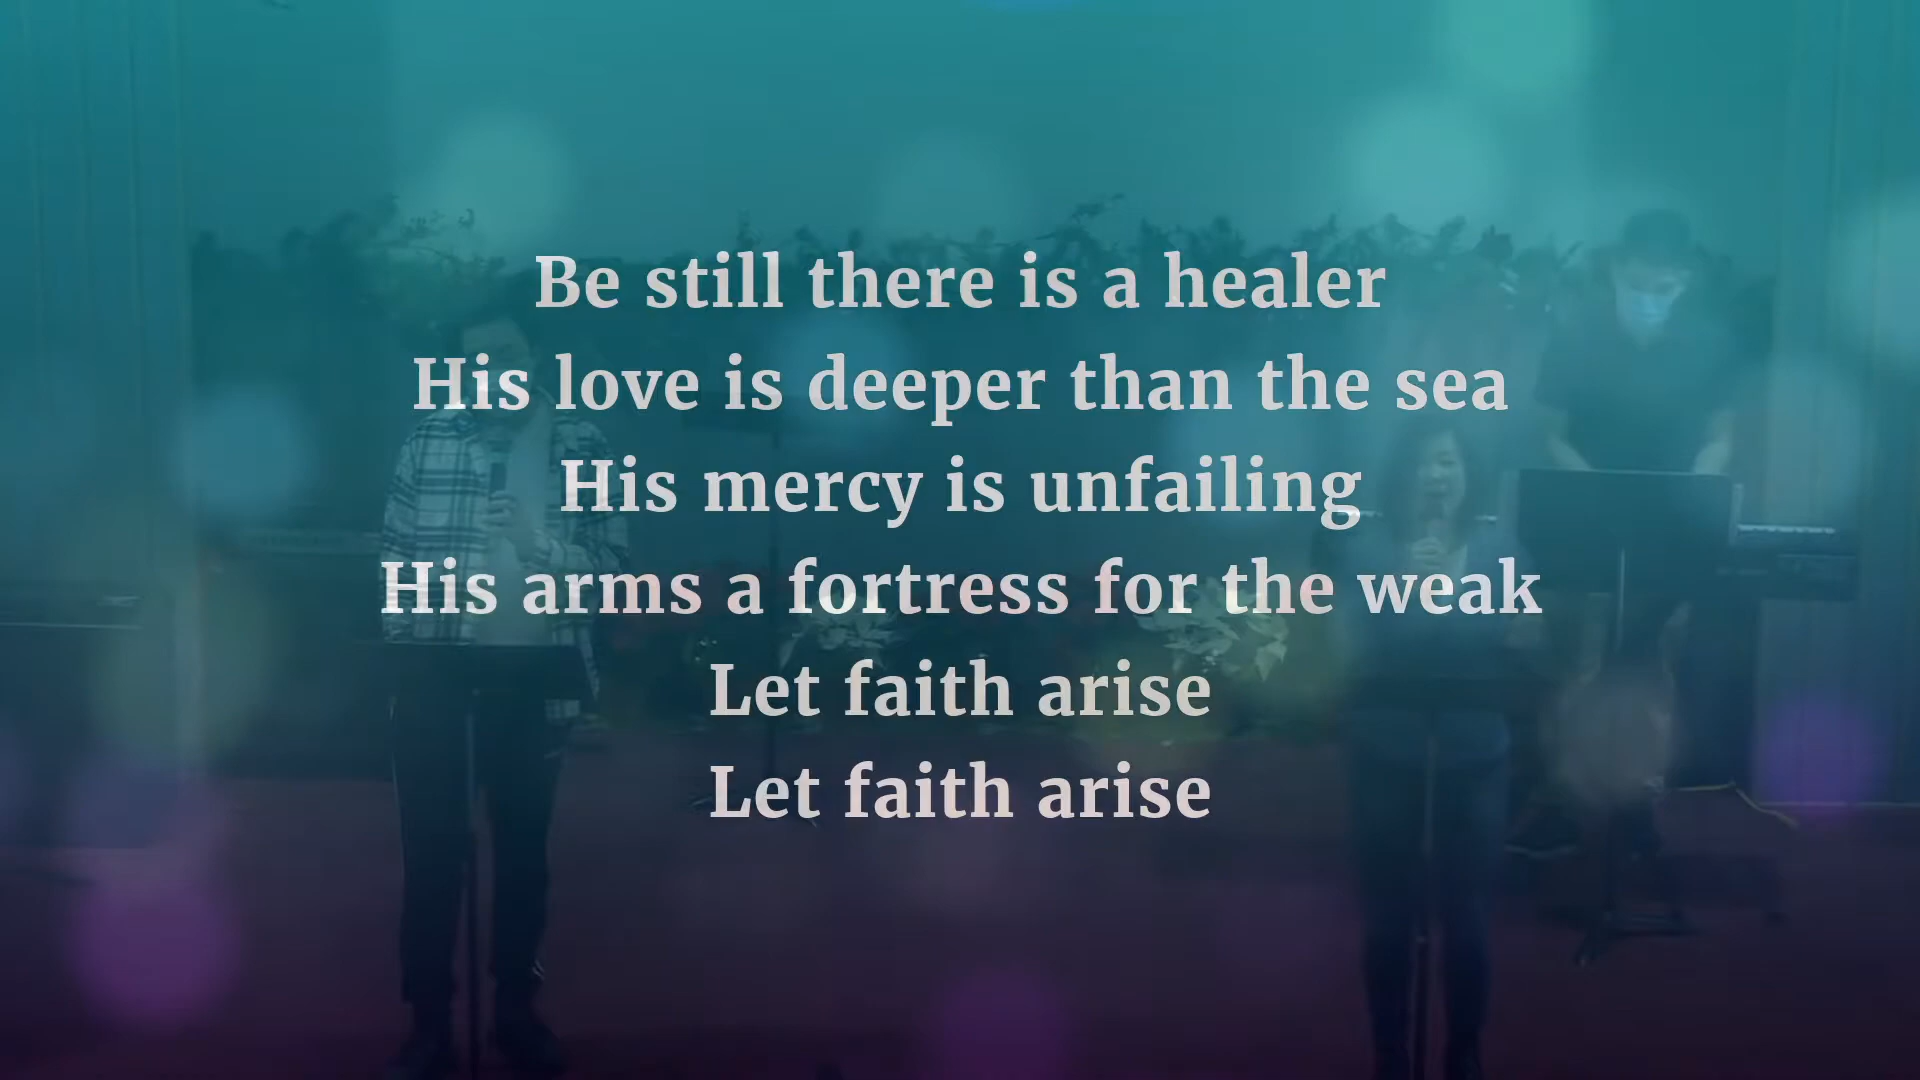 Be still there is a healer
His love is deeper than the sea
His mercy is unfailing
His arms a fortress for the weak
Let faith arise
Let faith arise